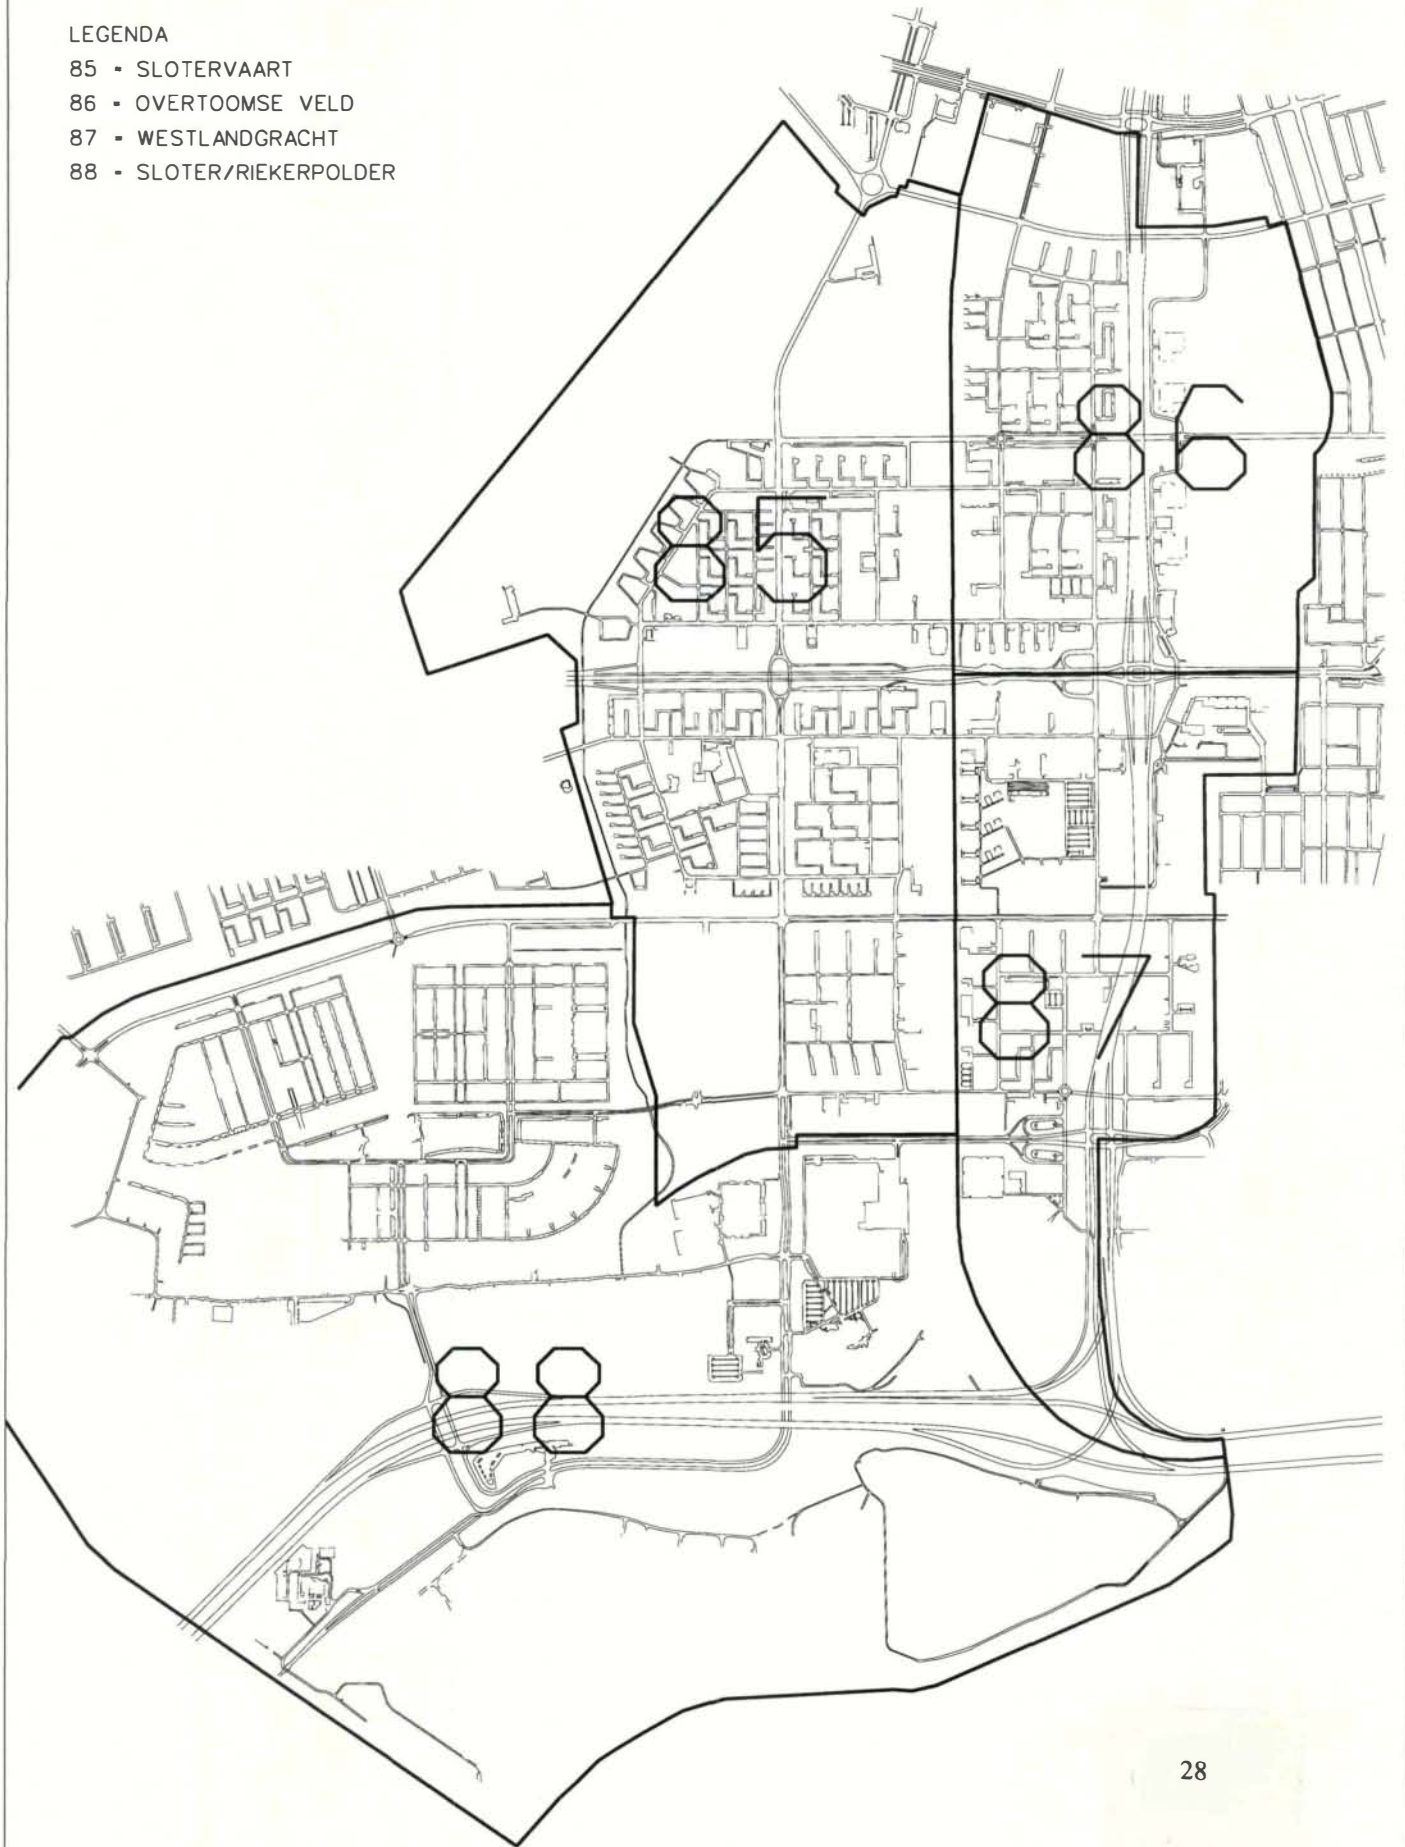 LEGENDA
85 - SLOTERVAART
86 - OVERTOOMSE VELD
87 - WESTLANDGRACHT
88 - SLOTER/RIEKERPOLDER
86
85
87
88
28